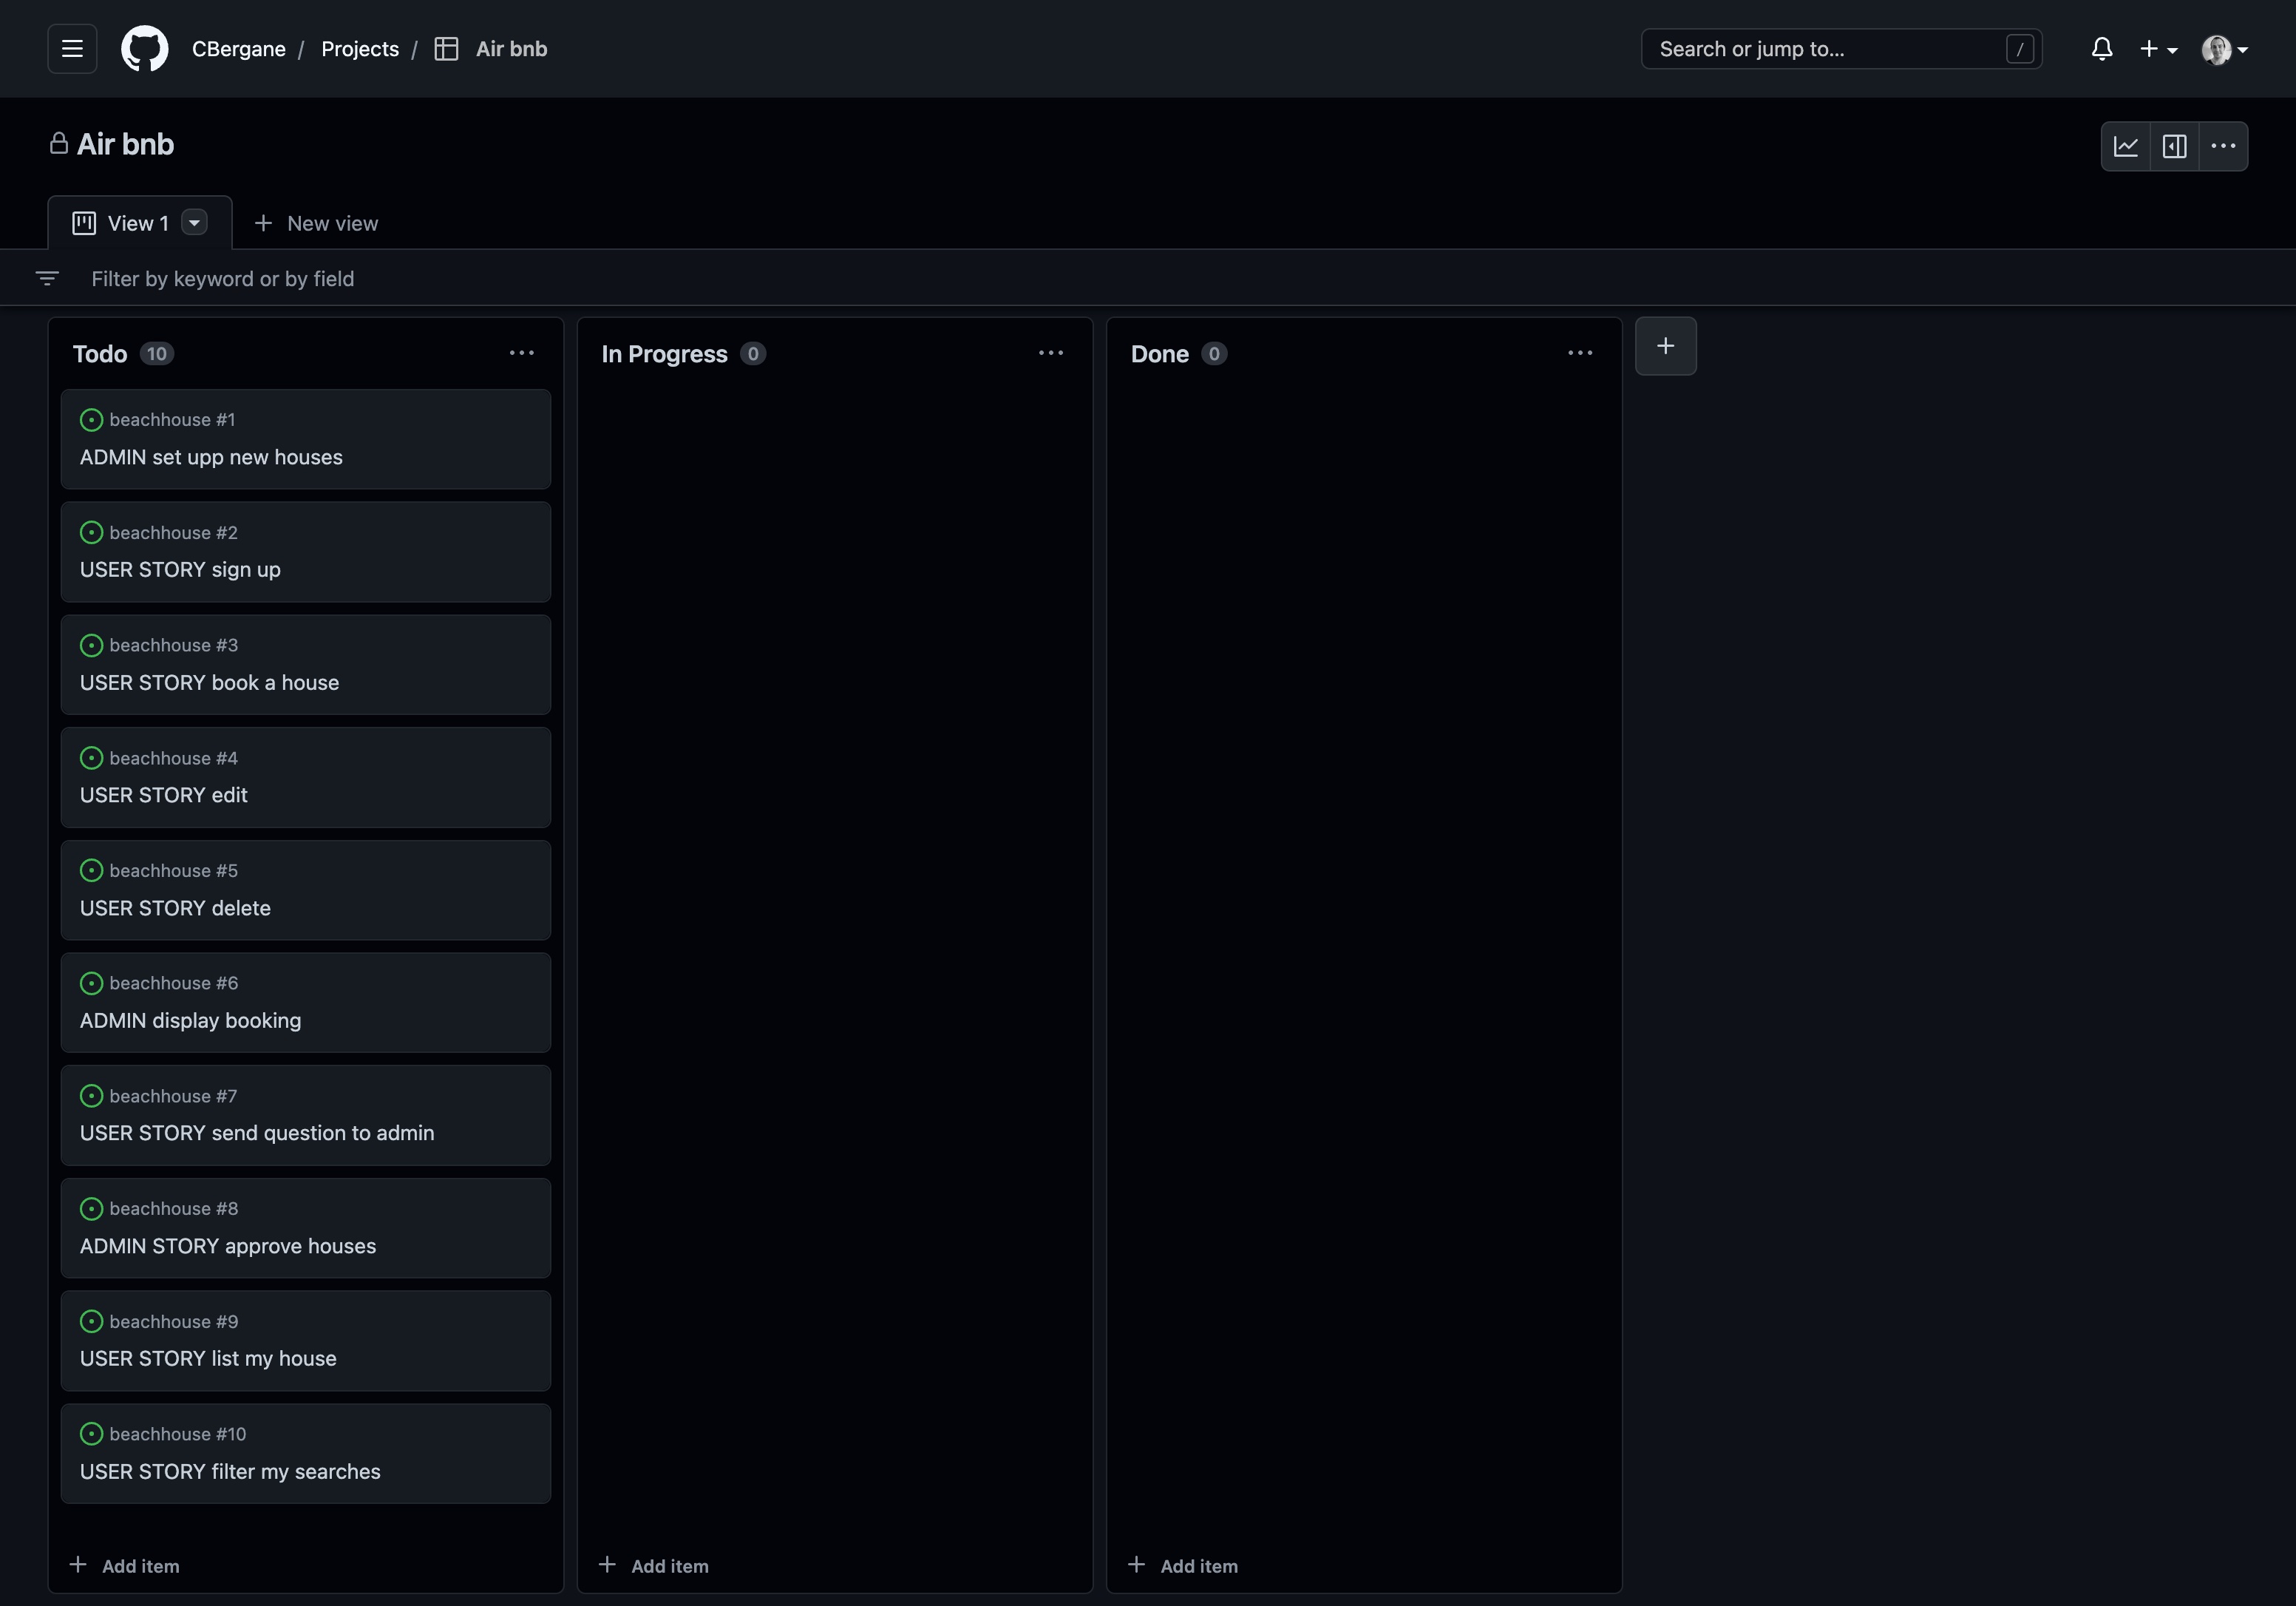 CBergane / Projects / Air bnb
Search or jump to... /
Air bnb
View 1
New view
Filter by keyword or by field
Todo 10
beachhouse #1
ADMIN set upp new houses
beachhouse #2
USER STORY sign up
beachhouse #3
USER STORY book a house
beachhouse #4
USER STORY edit
beachhouse #5
USER STORY delete
beachhouse #6
ADMIN display booking
beachhouse #7
USER STORY send question to admin
beachhouse #8
ADMIN STORY approve houses
beachhouse #9
USER STORY list my house
beachhouse #10
USER STORY filter my searches
Add item
In Progress 0
Add item
Done 0
Add item